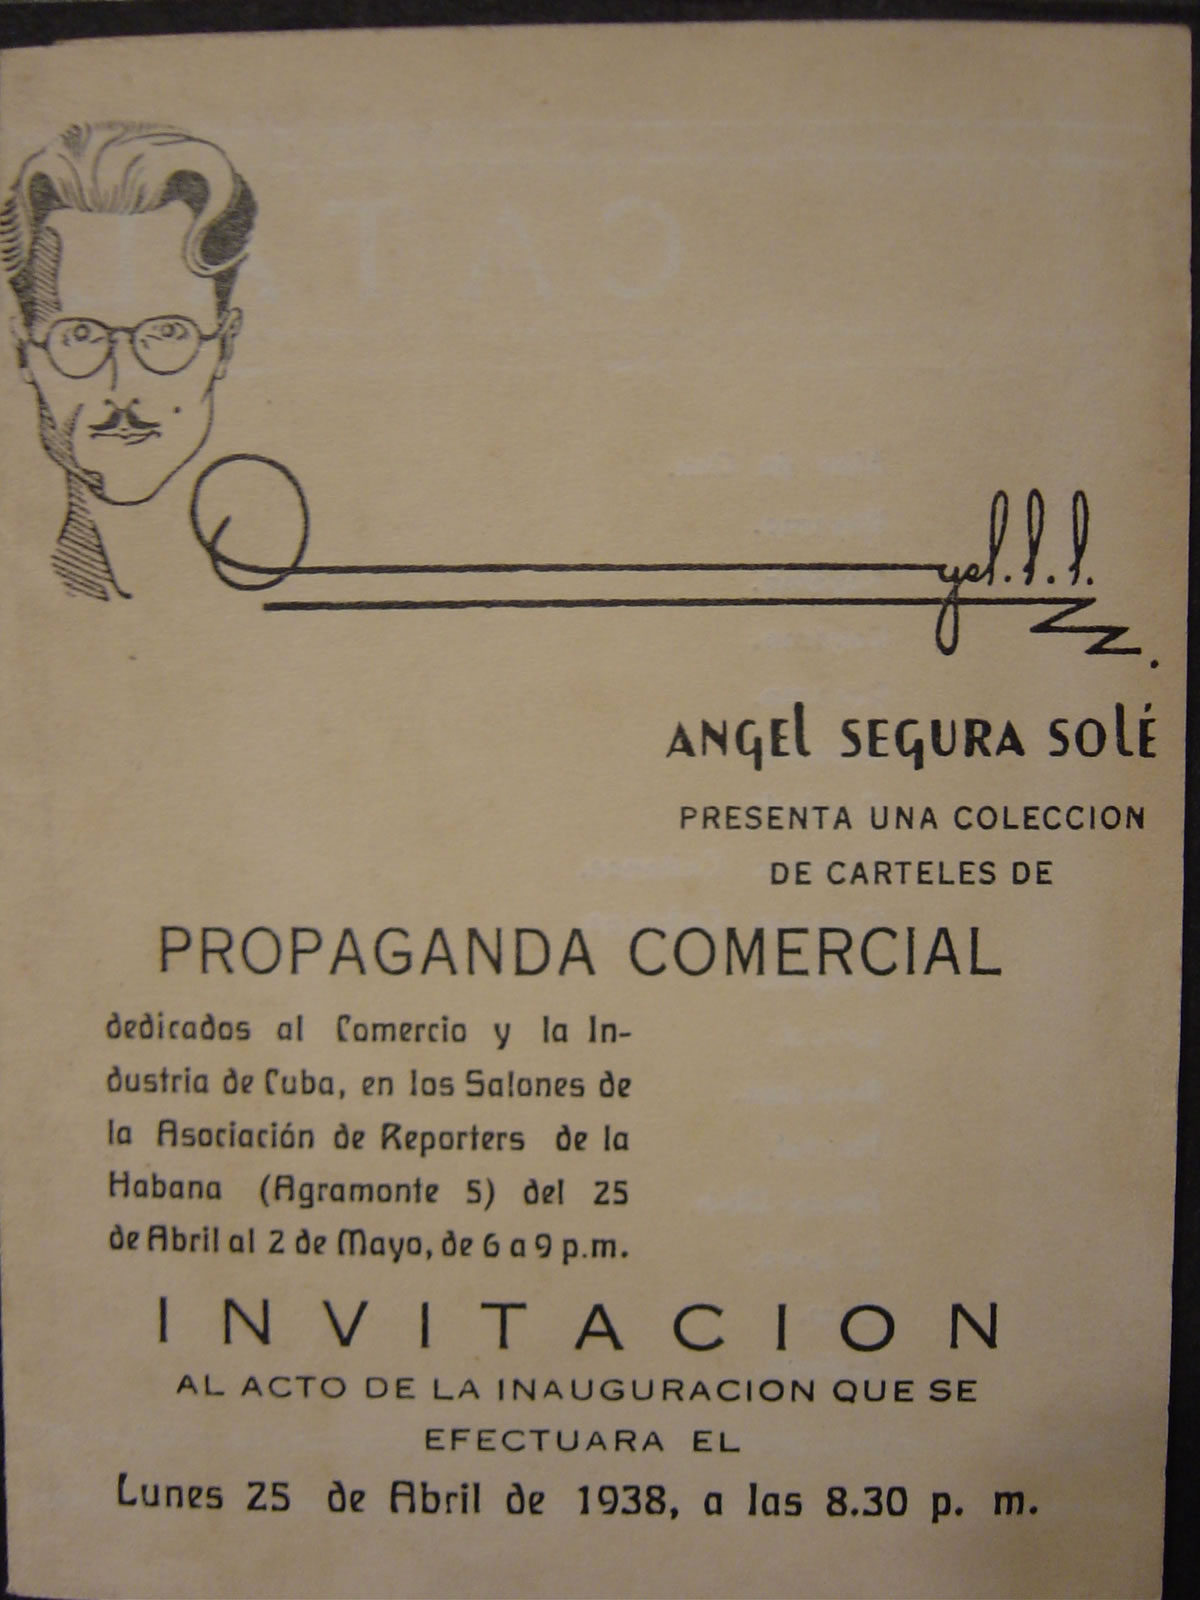 ANGEL SEGURA SOLÉ
PRESENTA UNA COLECCION
DE CARTELES DE
PROPAGANDA COMERCIAL
dedicados al Comercio y la In-
dustria de Cuba, en los Salones de
la Asociación de Reporters de la
Habana (Agramonte 5) del 25
de Abril al 2 de Mayo, de 6 a 9 p.m.
INVITACION
AL ACTO DE LA INAUGURACION QUE SE
EFECTUARA EL
Lunes 25 de Abril de 1938, a las 8.30 p. m.